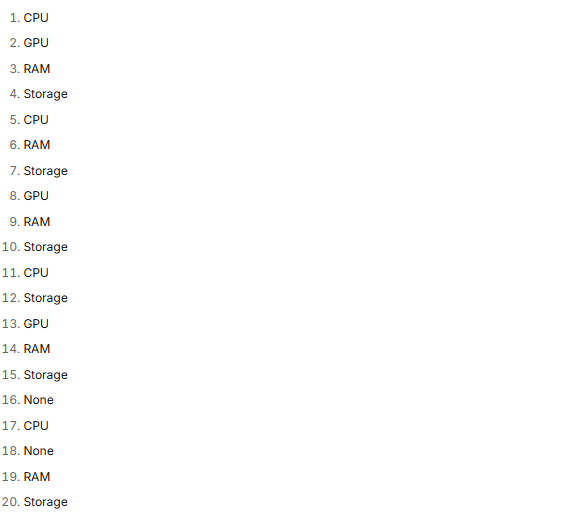 1. CPU
2. GPU
3. RAM
4. Storage
5. CPU
6. RAM
7. Storage
8. GPU
9. RAM
10. Storage
11. CPU
12. Storage
13. GPU
14. RAM
15. Storage
16. None
17. CPU
18. None
19. RAM
20. Storage